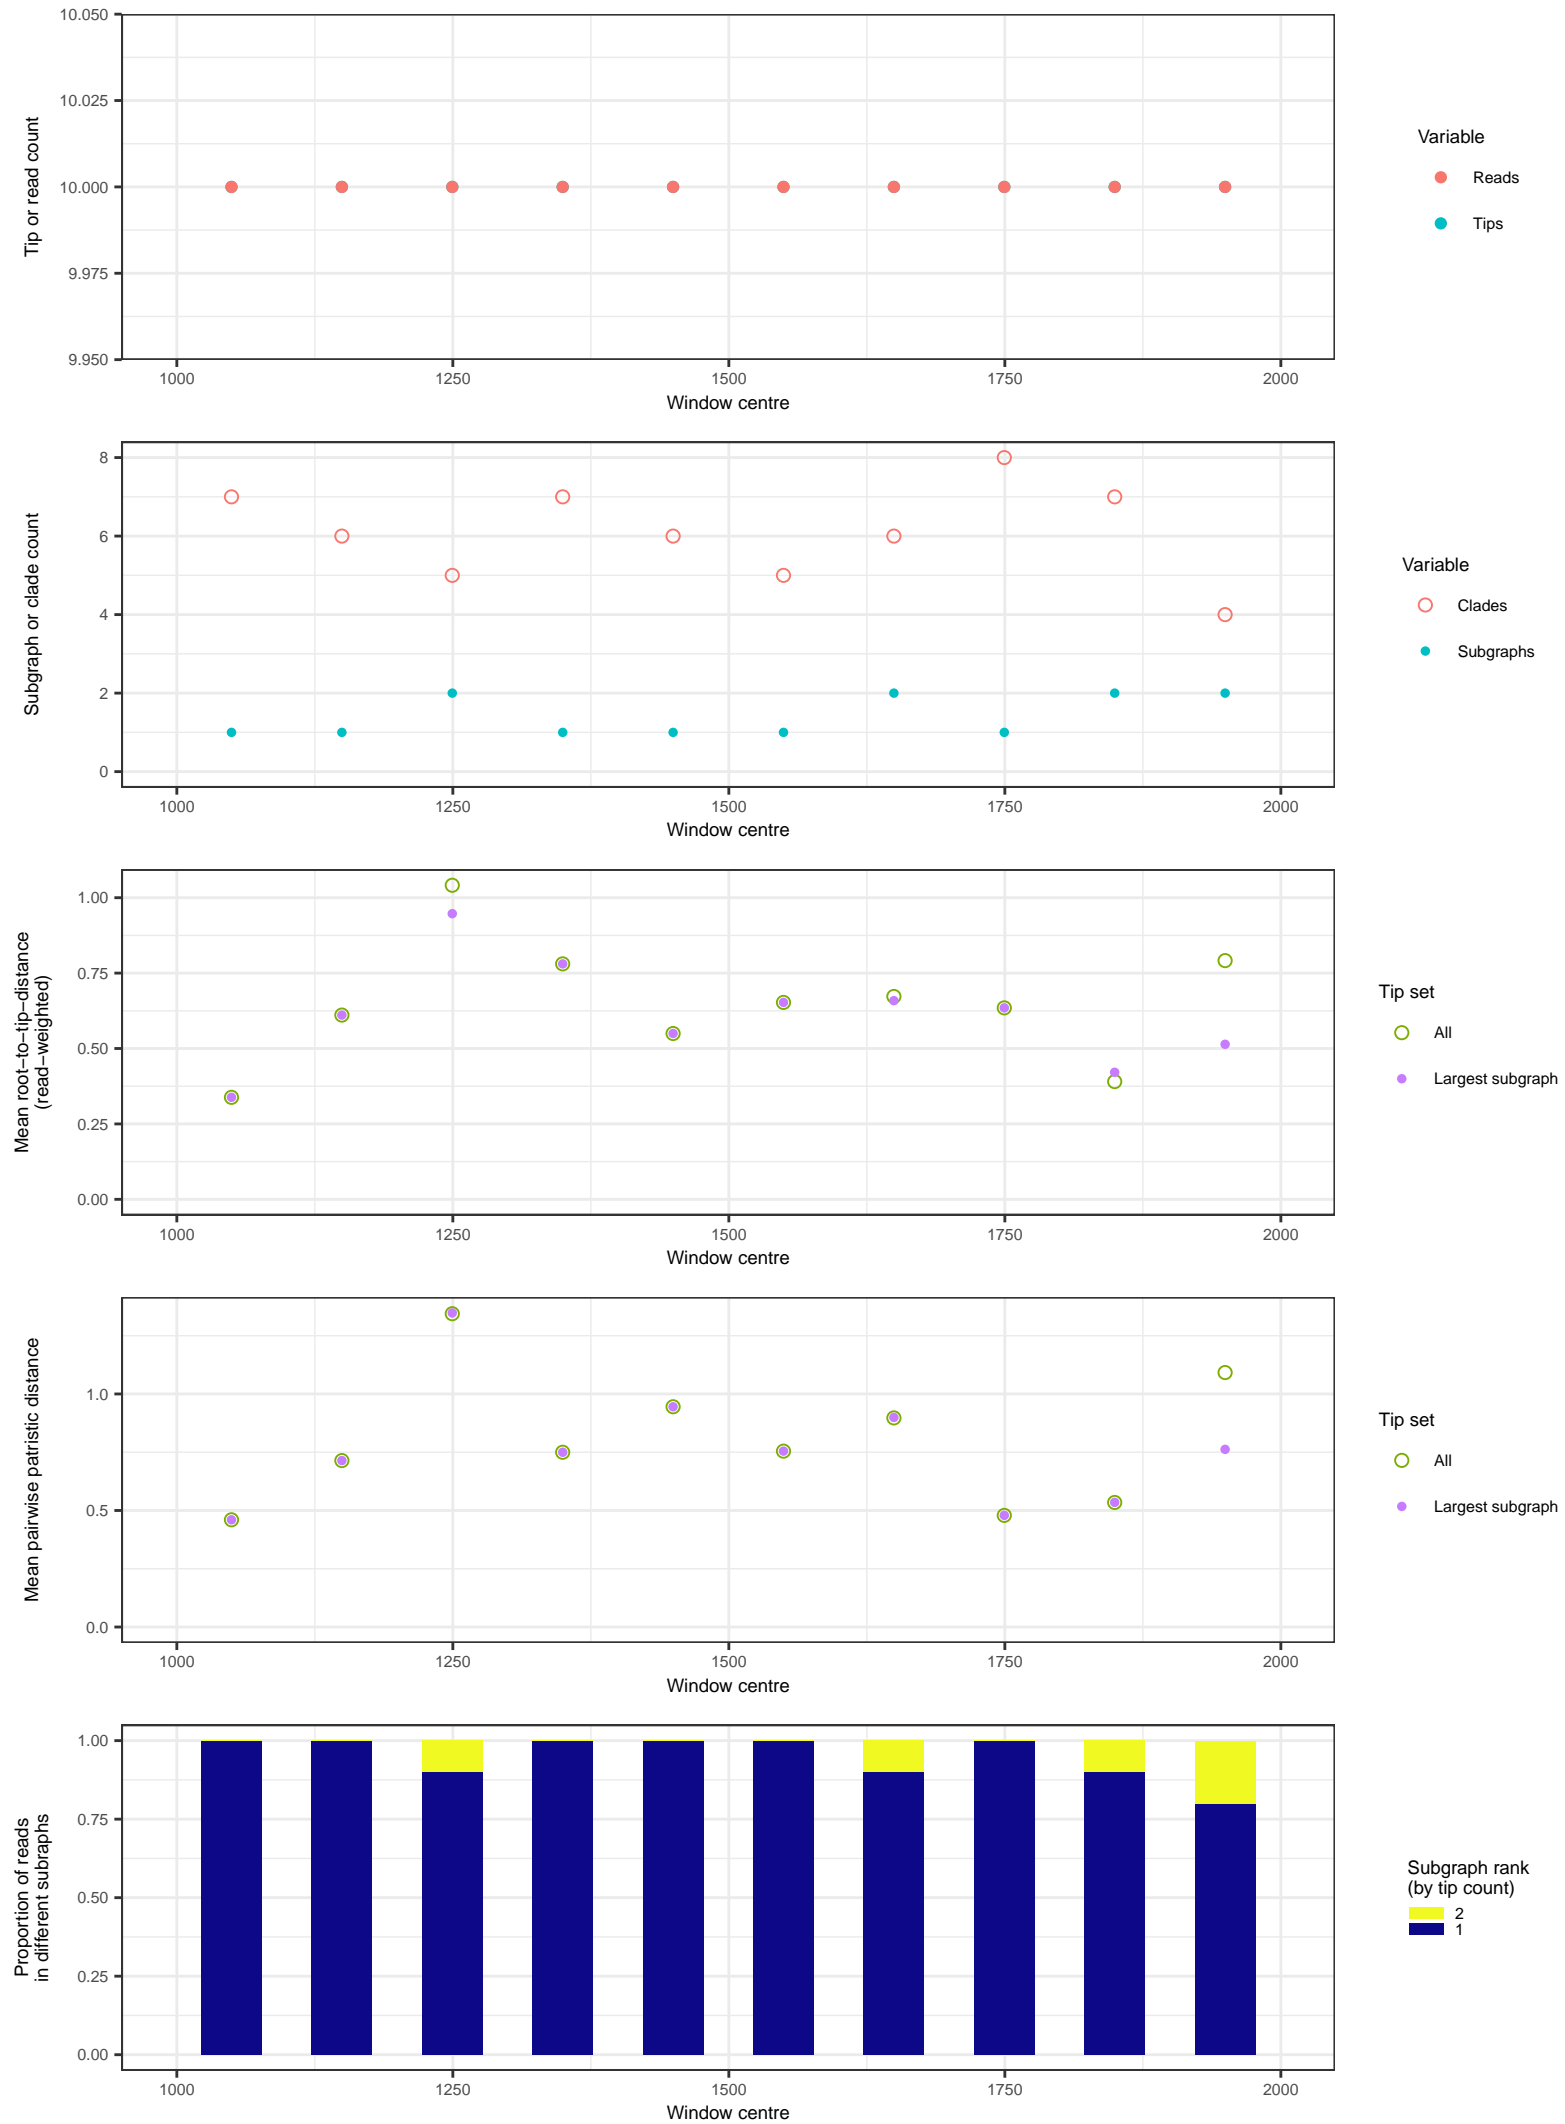 10.050
10.025
10.000
9.975
9.950
Tip or read count
1000 1250 1500 1750 2000
Window centre
Variable
Reads
Tips
8
6
4
2
0
Subgraph or clade count
1000 1250 1500 1750 2000
Window centre
Variable
Clades
Subgraphs
1.00
0.75
0.50
0.25
0.00
Mean root−to−tip−distance
(read−weighted)
1000 1250 1500 1750 2000
Window centre
Tip set
All
Largest subgraph
1.0
0.5
0.0
Mean pairwise patristic distance
1000 1250 1500 1750 2000
Window centre
Tip set
All
Largest subgraph
1.00
0.75
0.50
0.25
0.00
Proportion of reads
in different subraphs
1000 1250 1500 1750 2000
Window centre
Subgraph rank
(by tip count)
2
1